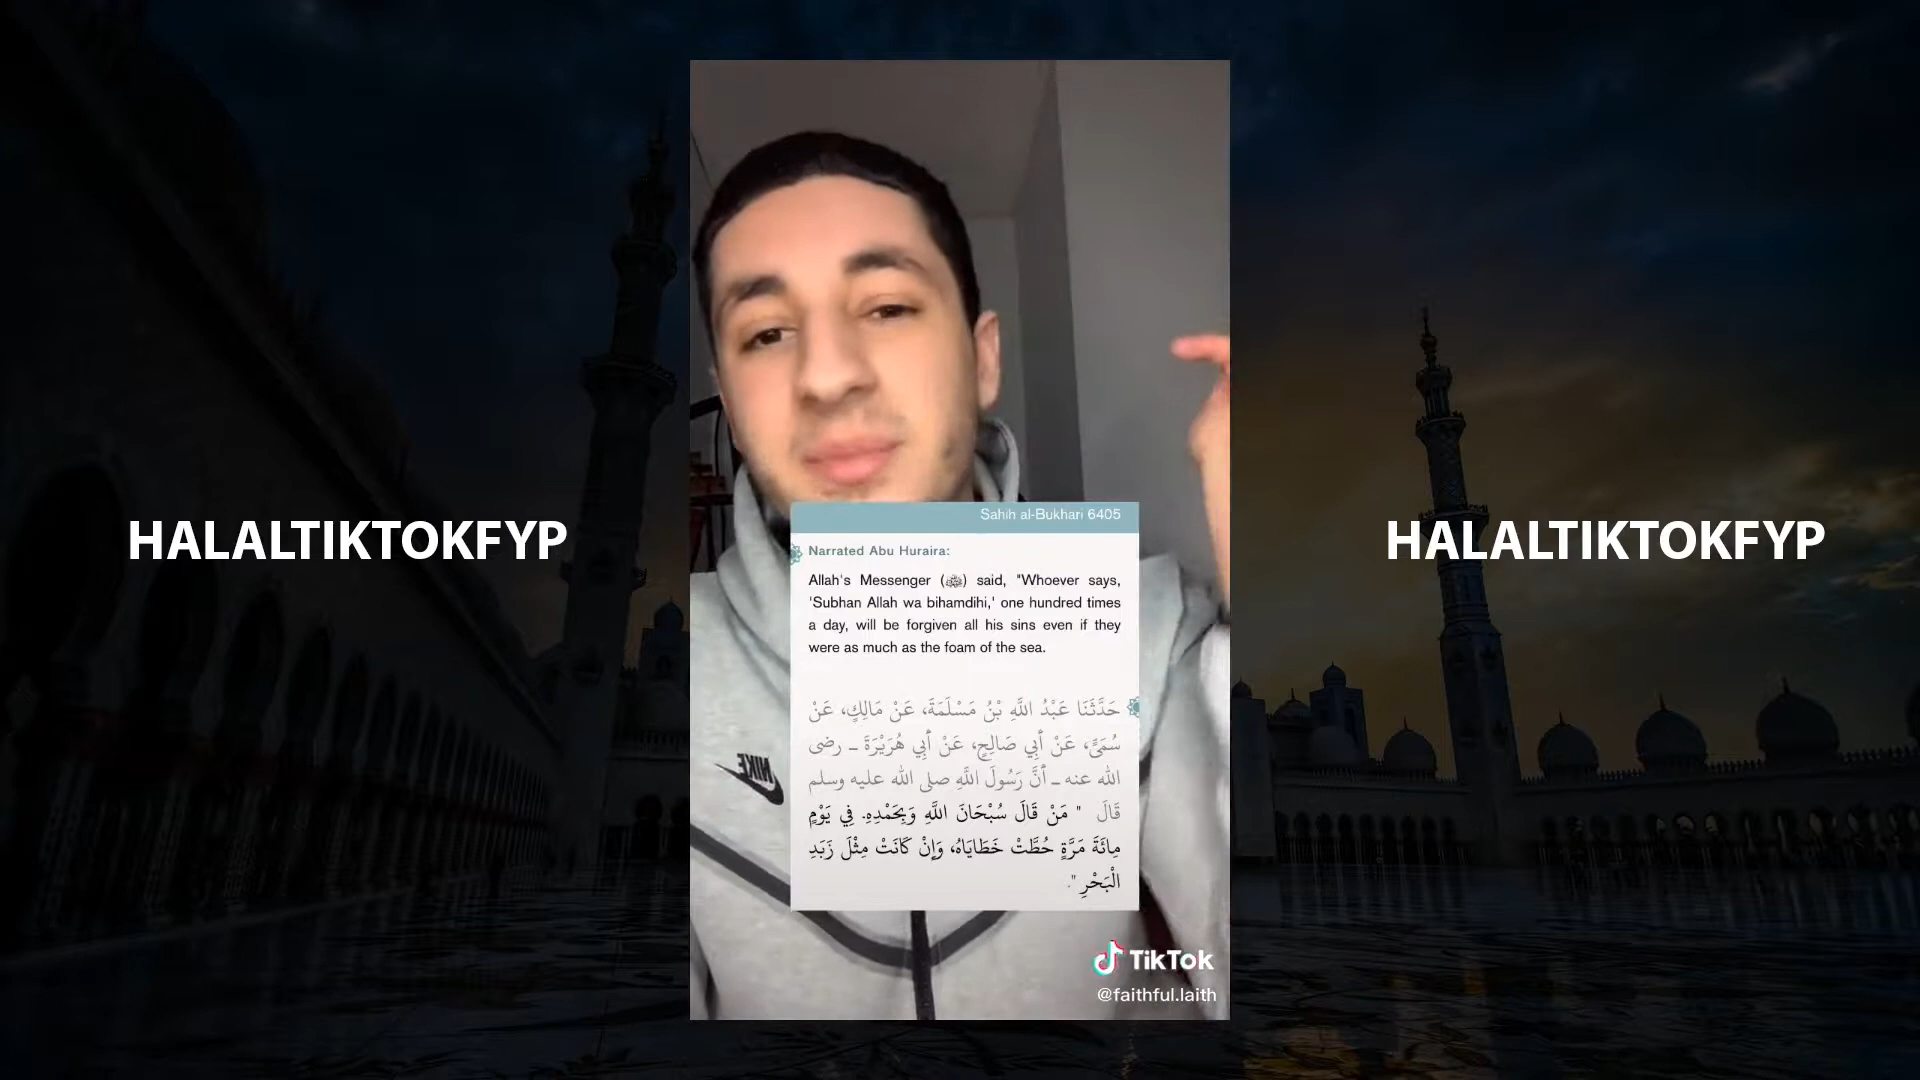 HALALTIKTOKFYP
Sahih al-Bukhari 6405
Narrated Abu Huraira:
Allah's Messenger (ﷺ) said, "Whoever says,
'Subhan Allah wa bihamdihi,' one hundred times
a day, will be forgiven all his sins even if they
were as much as the foam of the sea.
حَدَّثَنَا عَبْدُ اللَّهِ بْنُ مَسْلَمَةَ، عَنْ مَالِكٍ، عَنْ
سُمَىٍّ، عَنْ أَبِي صَالِحٍ، عَنْ أَبِي هُرَيْرَةَ ـ رضى
الله عنه ـ أَنَّ رَسُولَ اللَّهِ صلى الله عليه وسلم
قَالَ " مَنْ قَالَ سُبْحَانَ اللَّهِ وَبِحَمْدِهِ. فِي يَوْمٍ
مِائَةَ مَرَّةٍ حُطَّتْ خَطَايَاهُ، وَإِنْ كَانَتْ مِثْلَ زَبَدِ
الْبَحْرِ ".
NIKE
TikTok
@faithful.laith
HALALTIKTOKFYP